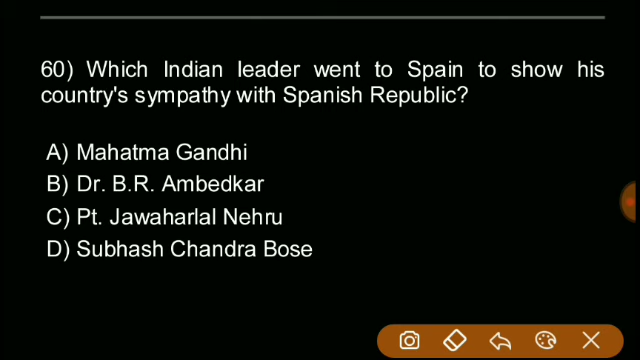 60) Which Indian leader went to Spain to show his
country's sympathy with Spanish Republic?
A) Mahatma Gandhi
B) Dr. B.R. Ambedkar
C) Pt. Jawaharlal Nehru
D) Subhash Chandra Bose